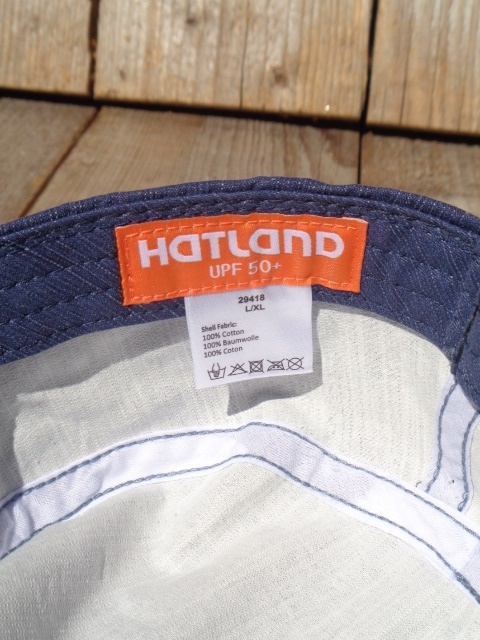 HATLAND
UPF 50+
29418
L/XL
Shell Fabric:
100% Cotton
100% Baumwolle
100% Coton